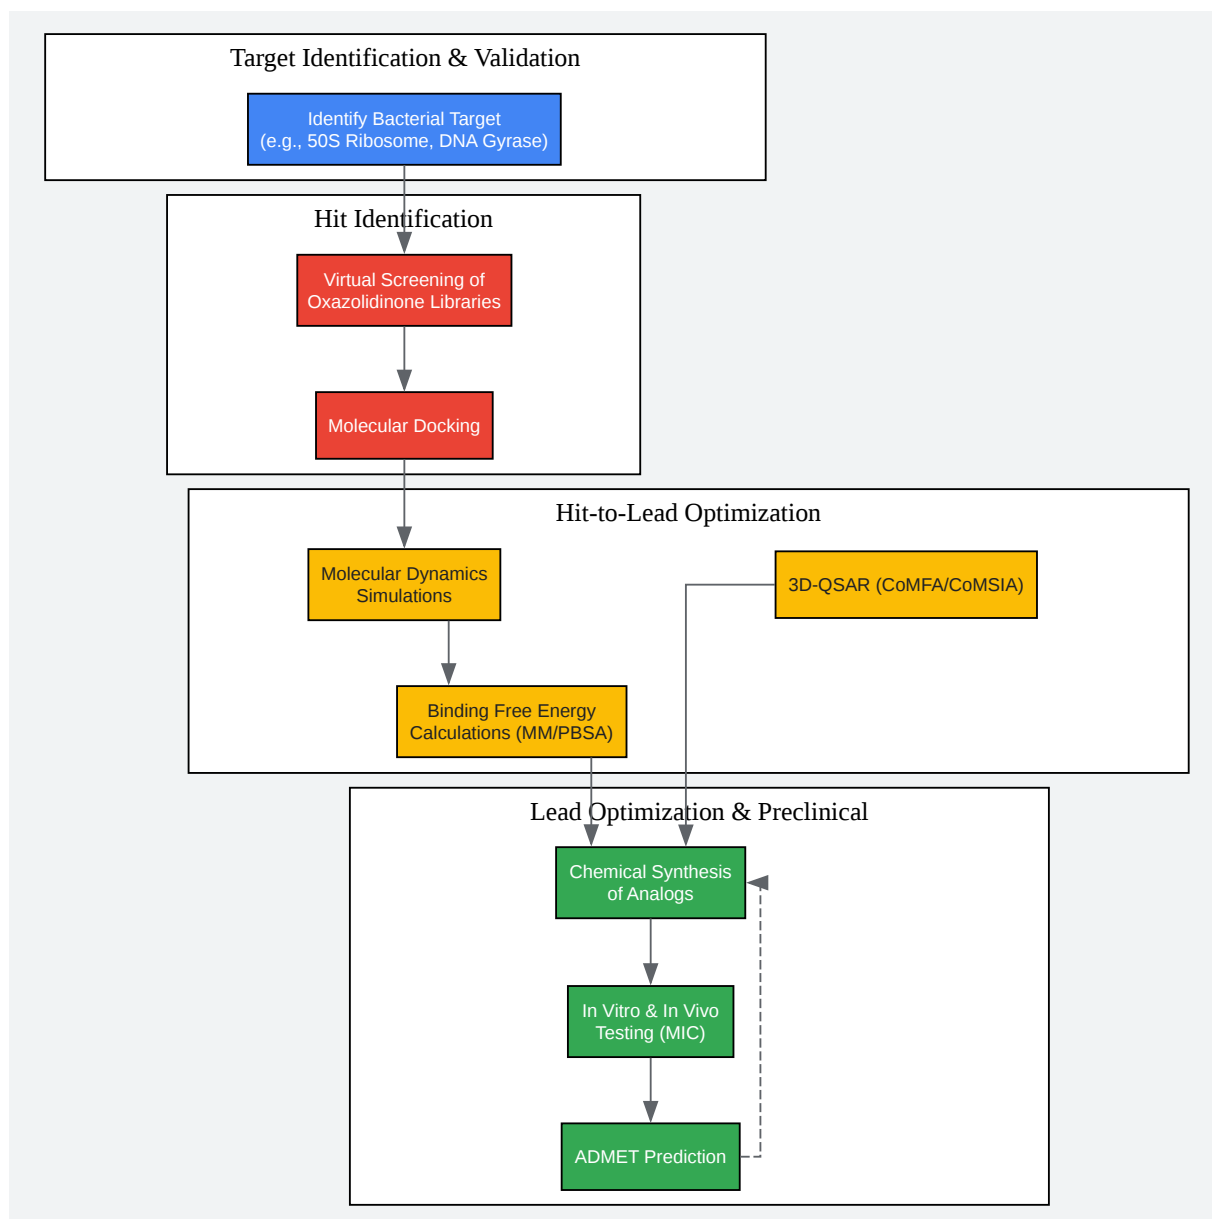 Target Identification & Validation
Identify Bacterial Target
(e.g., 50S Ribosome, DNA Gyrase)
Hit Identification
Virtual Screening of
Oxazolidinone Libraries
Molecular Docking
Hit-to-Lead Optimization
Molecular Dynamics
Simulations
3D-QSAR (CoMFA/CoMSIA)
Binding Free Energy
Calculations (MM/PBSA)
Lead Optimization & Preclinical
Chemical Synthesis
of Analogs
In Vitro & In Vivo
Testing (MIC)
ADMET Prediction